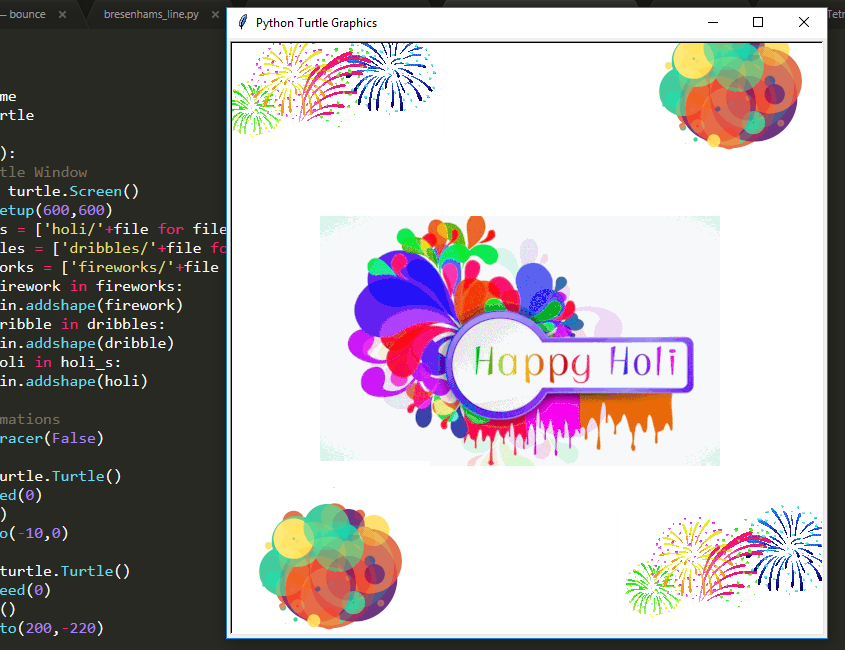 — bounce
bresenhams_line.py
Python Turtle Graphics
Tetr
me
rtle
):
tle Window
turtle.Screen()
etup(600,600)
s = ['holi/'+file for file
les = ['dribbles/'+file fo
orks = ['fireworks/'+file
irework in fireworks:
in.addshape(firework)
ribble in dribbles:
in.addshape(dribble)
oli in holi_s:
in.addshape(holi)
mations
racer(False)
urtle.Turtle()
ed(0)
)
o(-10,0)
turtle.Turtle()
eed(0)
()
to(200,-220)
Happy Holi